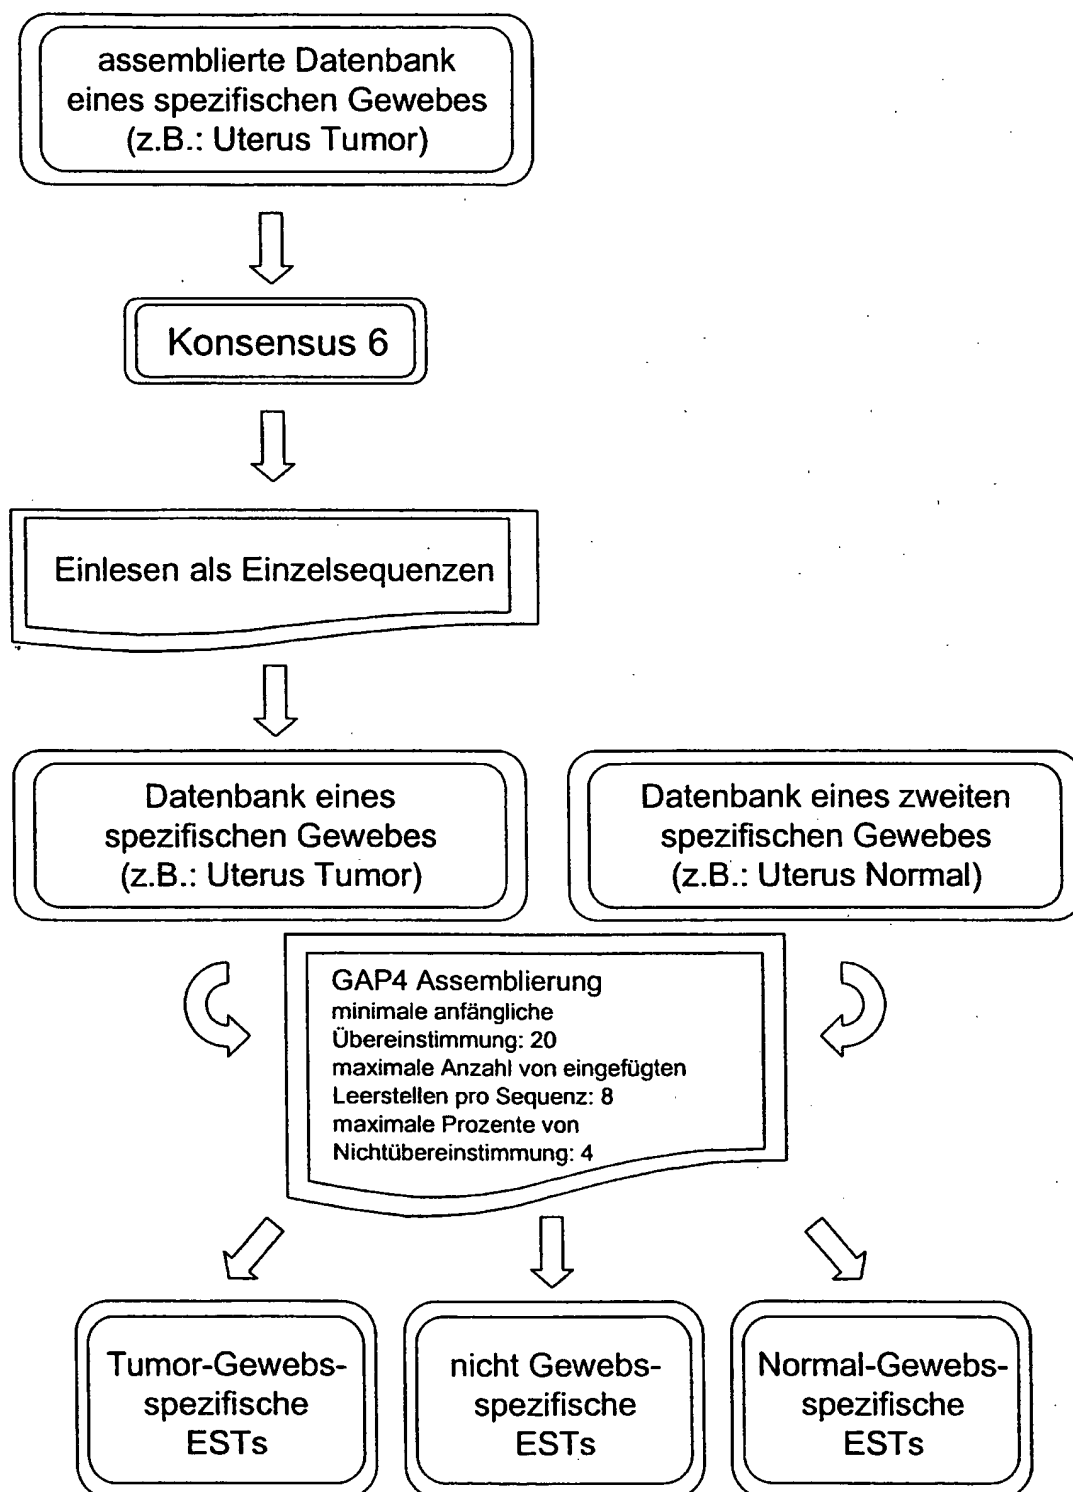 assemblierte Datenbank
eines spezifischen Gewebes
(z.B.: Uterus Tumor)
Konsensus 6
Einlesen als Einzelsequenzen
Datenbank eines
spezifischen Gewebes
(z.B.: Uterus Tumor)
Datenbank eines zweiten
spezifischen Gewebes
(z.B.: Uterus Normal)
GAP4 Assemblierung
minimale anfängliche
Übereinstimmung: 20
maximale Anzahl von eingefügten
Leerstellen pro Sequenz: 8
maximale Prozente von
Nichtübereinstimmung: 4
Tumor-Gewebs-
spezifische
ESTs
nicht Gewebs-
spezifische
ESTs
Normal-Gewebs-
spezifische
ESTs